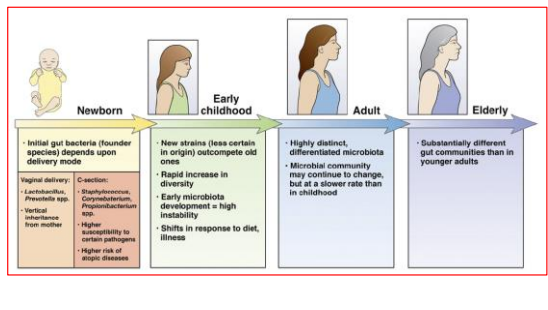 Newborn
Early
childhood
Adult
Elderly
· Initial gut bacteria (founder
species) depends upon
delivery mode
Vaginal delivery:
· Lactobacillus,
Prevotella spp.
· Vertical
inheritance
from mother
C-section:
· Staphylococcus,
Corynebacterium,
Propionibacterium
spp.
· Higher
susceptibility to
certain pathogens
· Higher risk of
atopic diseases
· New strains (less certain
in origin) outcompete old
ones
· Rapid increase in
diversity
· Early microbiota
development = high
instability
· Shifts in response to diet,
illness
· Highly distinct,
differentiated microbiota
· Microbial community
may continue to change,
but at a slower rate than
in childhood
· Substantially different
gut communities than in
younger adults